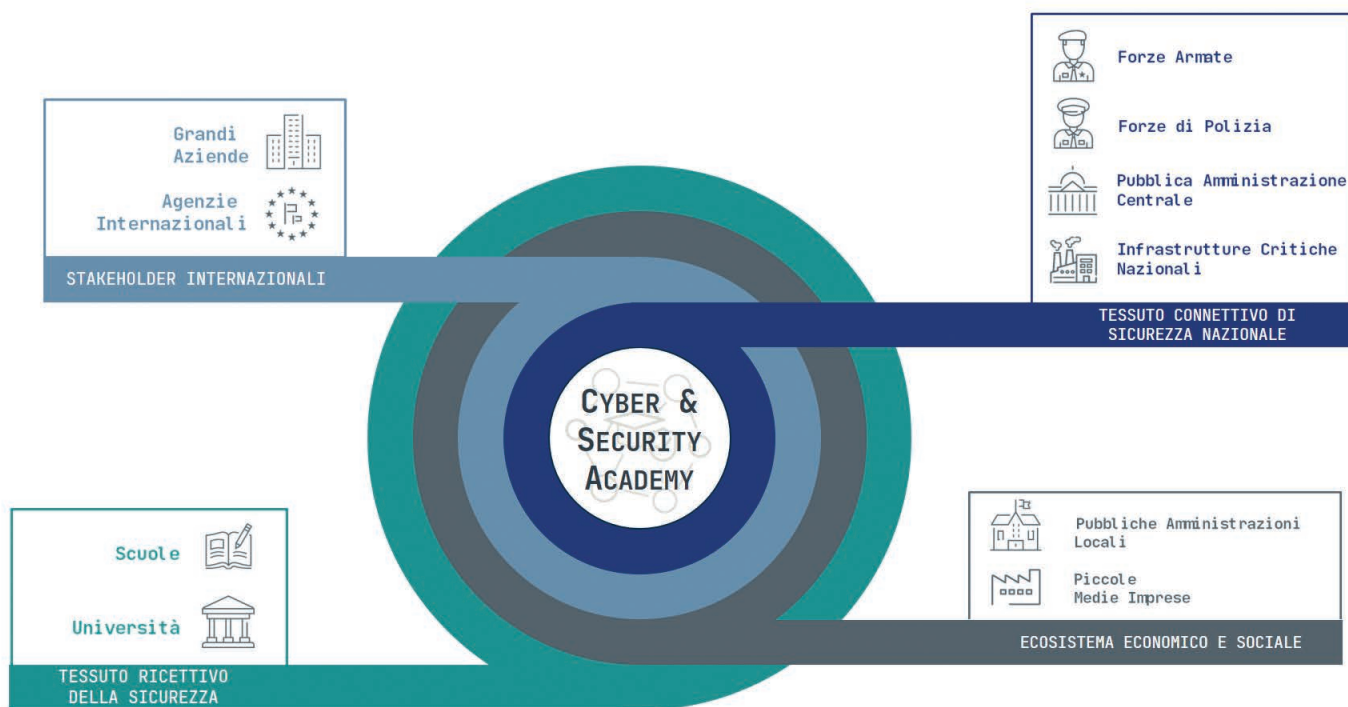 Grandi
Aziende
Agenzie
Internazionali
STAKEHOLDER INTERNAZIONALI
Forze Armate
Forze di Polizia
Pubblica Amministrazione
Centrale
Infrastrutture Critiche
Nazionali
TESSUTO CONNETTIVO DI
SICUREZZA NAZIONALE
CYBER &
SECURITY
ACADEMY
Scuole
Università
TESSUTO RICETTIVO
DELLA SICUREZZA
Pubbliche Amministrazioni
Locali
Piccole
Medie Imprese
ECOSISTEMA ECONOMICO E SOCIALE